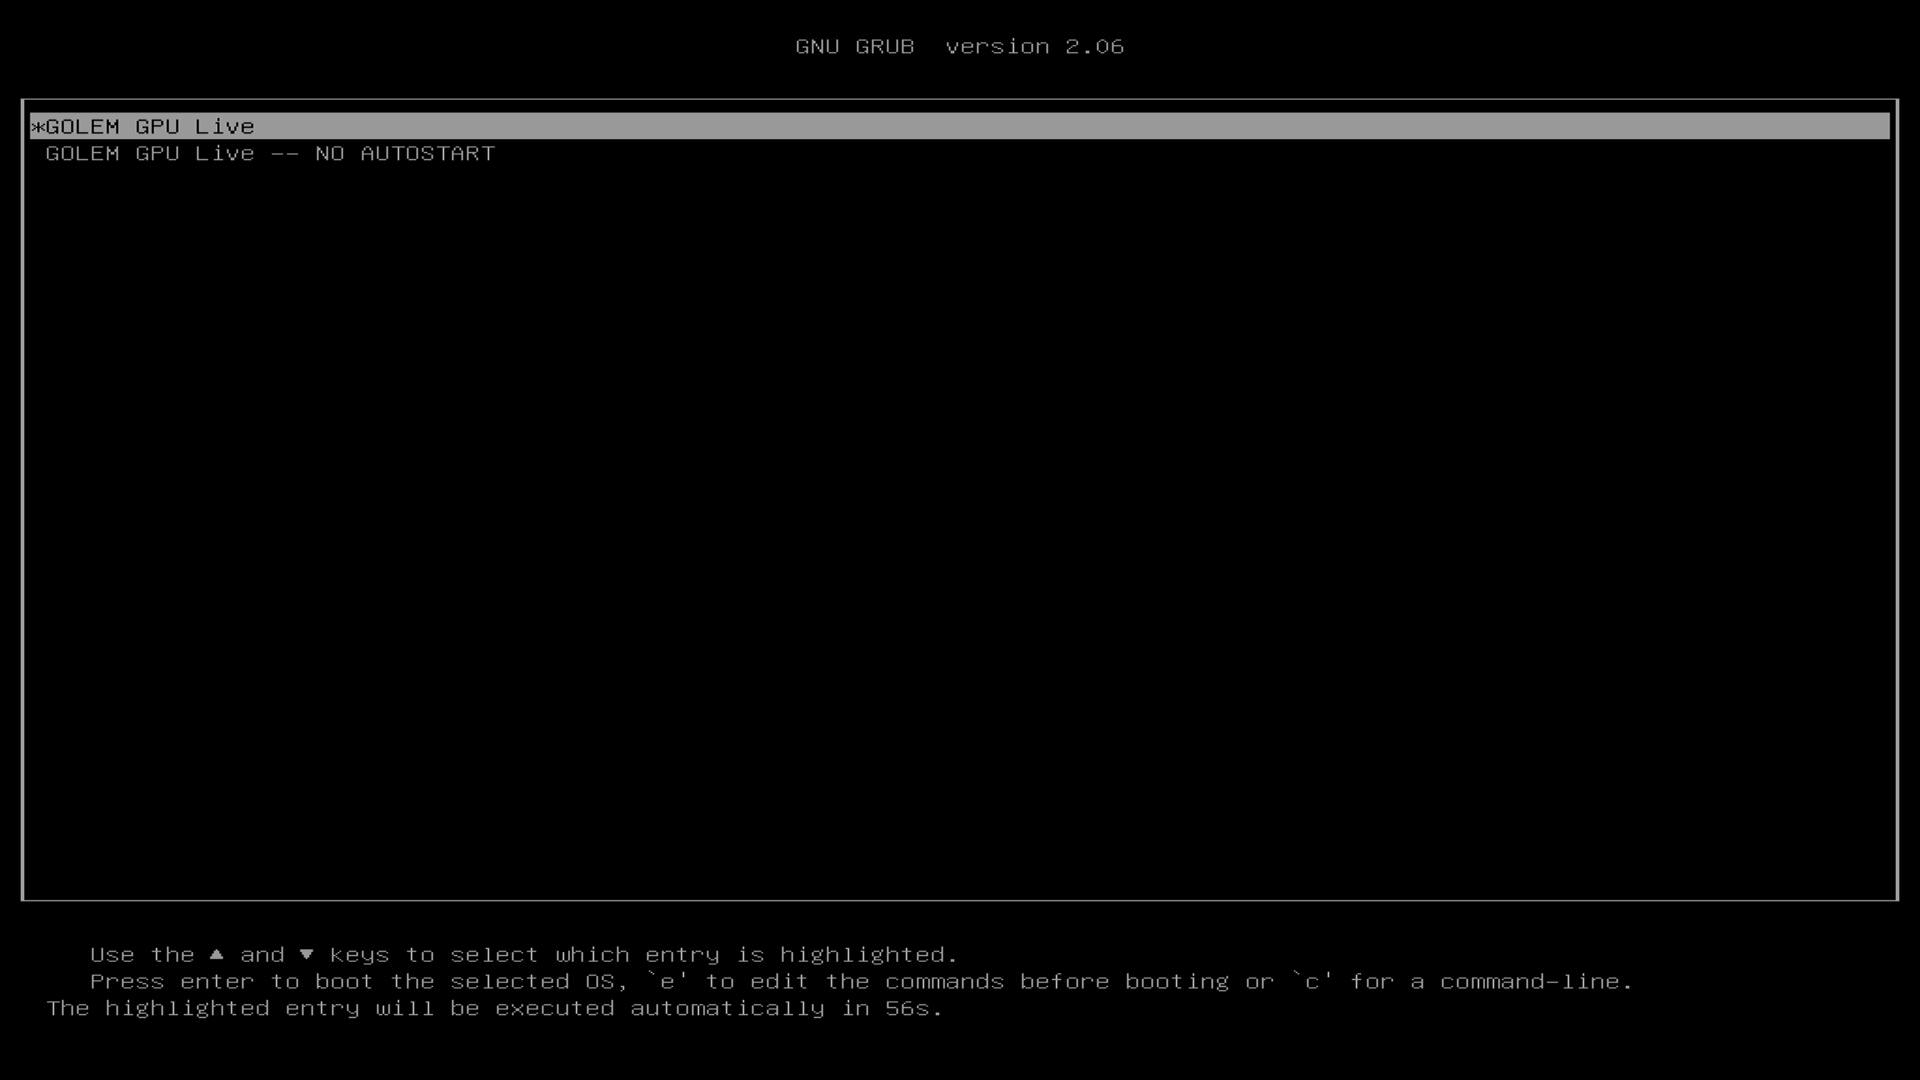 GNU GRUB  version 2.06
*GOLEM GPU Live
GOLEM GPU Live -- NO AUTOSTART
Use the ▲ and ▼ keys to select which entry is highlighted.
Press enter to boot the selected OS, `e' to edit the commands before booting or `c' for a command-line.
The highlighted entry will be executed automatically in 56s.